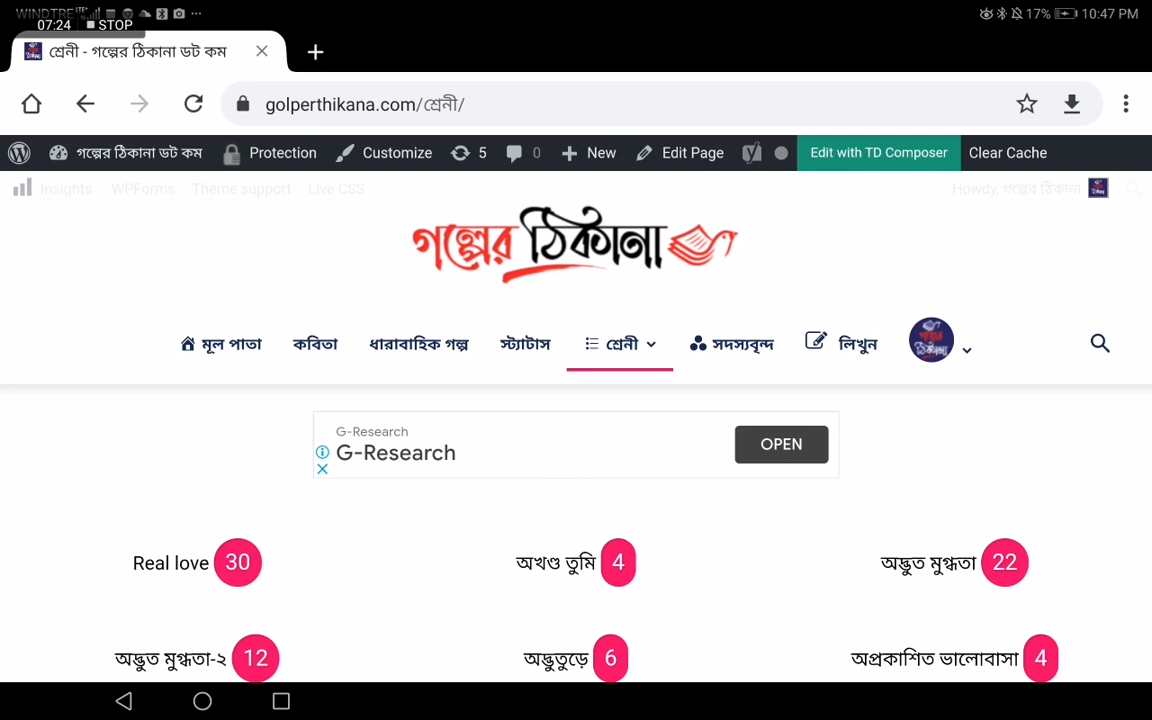 WINDTRE
17% 10:47 PM
07:24 STOP
শ্রেনী - গল্পের ঠিকানা ডট কম
golperthikana.com/শ্রেনী/
গল্পের ঠিকানা ডট কম Protection Customize 5 0 New Edit Page Edit with TD Composer Clear Cache
Insights WPForms Theme support Live CSS Howdy, গল্পের ঠিকানা
গল্পের ঠিকানা
মূল পাতা কবিতা ধারাবাহিক গল্প স্ট্যাটাস শ্রেনী সদস্যবৃন্দ লিখুন
G-Research
G-Research
OPEN
Real love 30 অখণ্ড তুমি 4 অদ্ভুত মুগ্ধতা 22
অদ্ভুত মুগ্ধতা-২ 12 অদ্ভুতুড়ে 6 অপ্রকাশিত ভালোবাসা 4